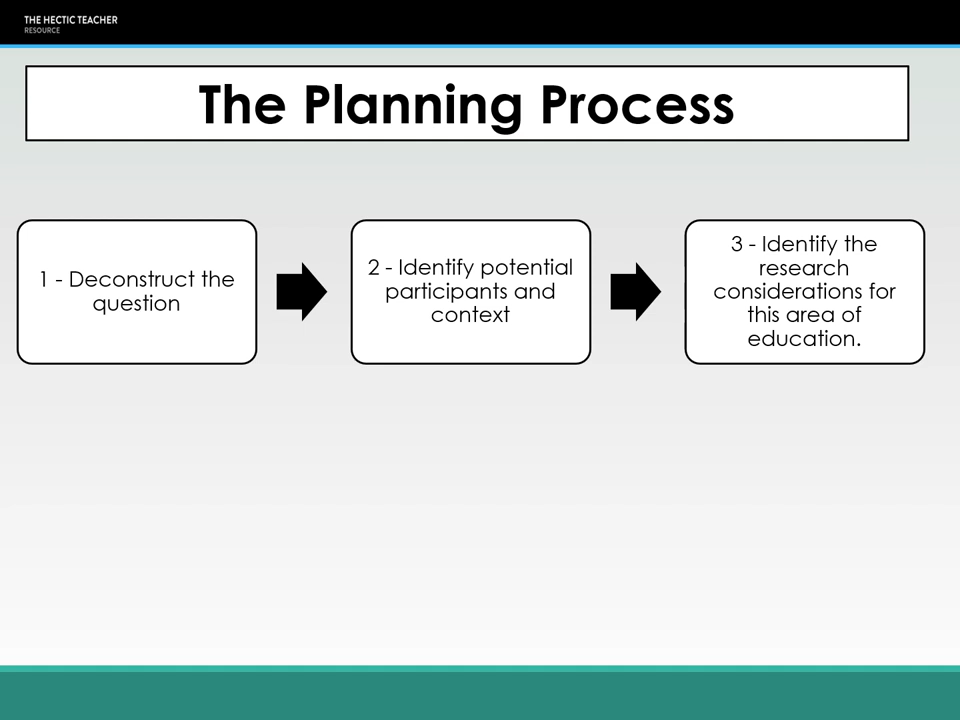 THE HECTIC TEACHER
RESOURCE
The Planning Process
1 - Deconstruct the
question
2 - Identify potential
participants and
context
3 - Identify the
research
considerations for
this area of
education.